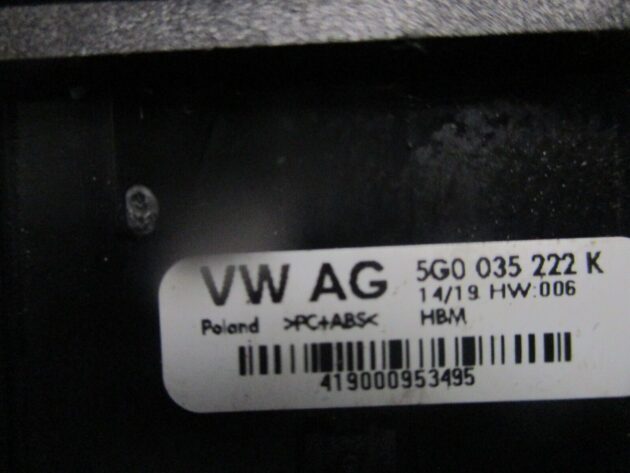 VW AG 5G0 035 222 K
14/19 HW:006
Poland >PC+ABS< HBM
419000953495